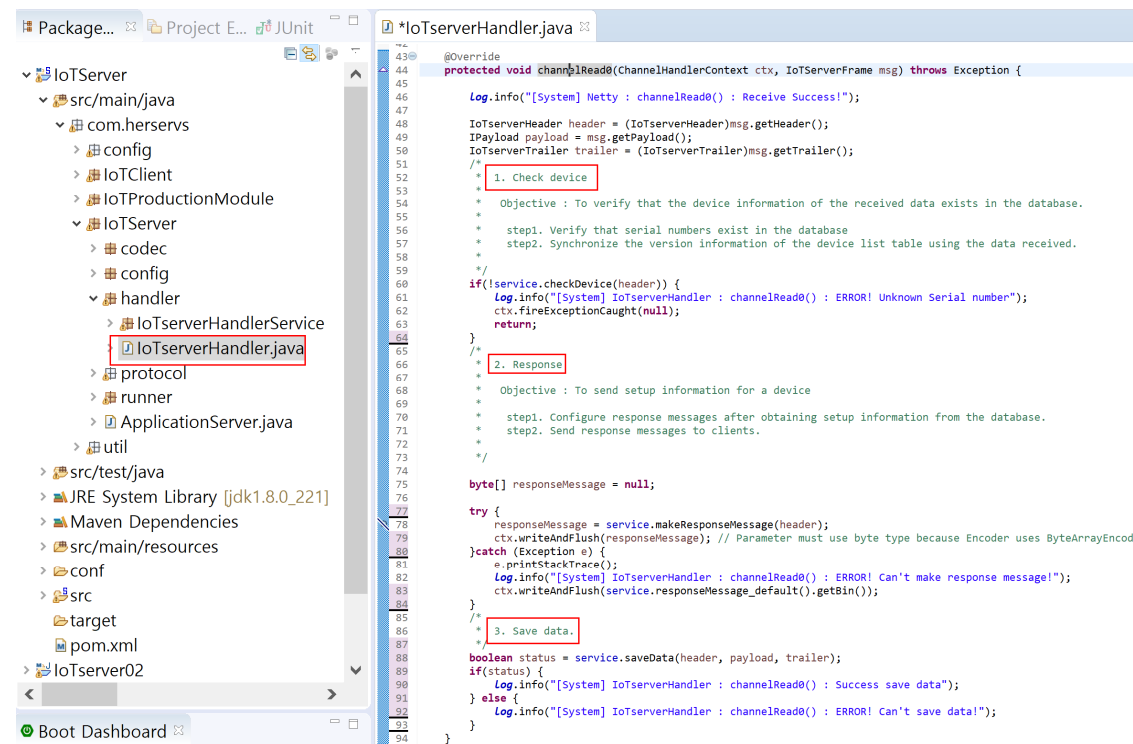 Package...
Project E...
JUnit
IoTServer
src/main/java
com.herservs
config
IoTClient
IoTProductionModule
IoTServer
codec
config
handler
IoTserverHandlerService
IoTserverHandler.java
protocol
runner
ApplicationServer.java
util
src/test/java
JRE System Library [jdk1.8.0_221]
Maven Dependencies
src/main/resources
conf
src
target
pom.xml
IoTserver02
Boot Dashboard
*IoTserverHandler.java
42
43 @Override
44 protected void channelRead0(ChannelHandlerContext ctx, IoTServerFrame msg) throws Exception {
45
46 log.info("[System] Netty : channelRead0() : Receive Success!");
47
48 IoTserverHeader header = (IoTserverHeader)msg.getHeader();
49 IPayload payload = msg.getPayload();
50 IoTserverTrailer trailer = (IoTserverTrailer)msg.getTrailer();
51 /*
52 * 1. Check device
53 *
54 * Objective : To verify that the device information of the received data exists in the database.
55 *
56 * step1. Verify that serial numbers exist in the database
57 * step2. Synchronize the version information of the device list table using the data received.
58 *
59 */
60 if(!service.checkDevice(header)) {
61 log.info("[System] IoTserverHandler : channelRead0() : ERROR! Unknown Serial number");
62 ctx.fireExceptionCaught(null);
63 return;
64 }
65 /*
66 * 2. Response
67 *
68 * Objective : To send setup information for a device
69 *
70 * step1. Configure response messages after obtaining setup information from the database.
71 * step2. Send response messages to clients.
72 *
73 */
74
75 byte[] responseMessage = null;
76
77 try {
78 responseMessage = service.makeResponseMessage(header);
79 ctx.writeAndFlush(responseMessage); // Parameter must use byte type because Encoder uses ByteArrayEncod
80 }catch (Exception e) {
81 e.printStackTrace();
82 log.info("[System] IoTserverHandler : channelRead0() : ERROR! Can't make response message!");
83 ctx.writeAndFlush(service.responseMessage_default().getBin());
84 }
85 /*
86 * 3. Save data.
87 */
88 boolean status = service.saveData(header, payload, trailer);
89 if(status) {
90 log.info("[System] IoTserverHandler : channelRead0() : Success save data");
91 } else {
92 log.info("[System] IoTserverHandler : channelRead0() : ERROR! Can't save data!");
93 }
94 }